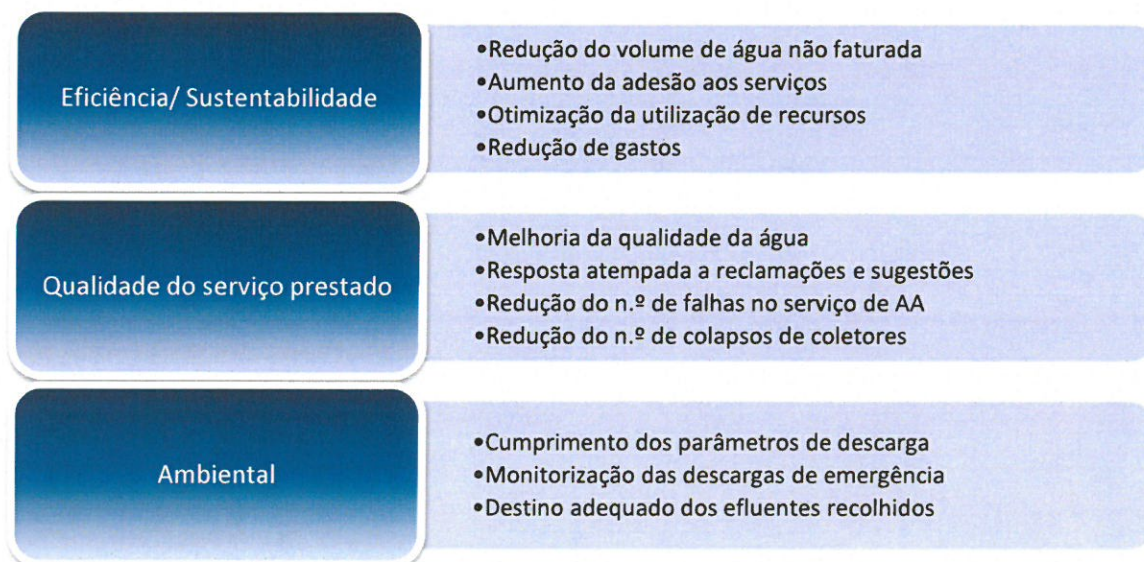 Eficiência/ Sustentabilidade
•Redução do volume de água não faturada
•Aumento da adesão aos serviços
•Otimização da utilização de recursos
•Redução de gastos
Qualidade do serviço prestado
•Melhoria da qualidade da água
•Resposta atempada a reclamações e sugestões
•Redução do n.º de falhas no serviço de AA
•Redução do n.º de colapsos de coletores
Ambiental
•Cumprimento dos parâmetros de descarga
•Monitorização das descargas de emergência
•Destino adequado dos efluentes recolhidos